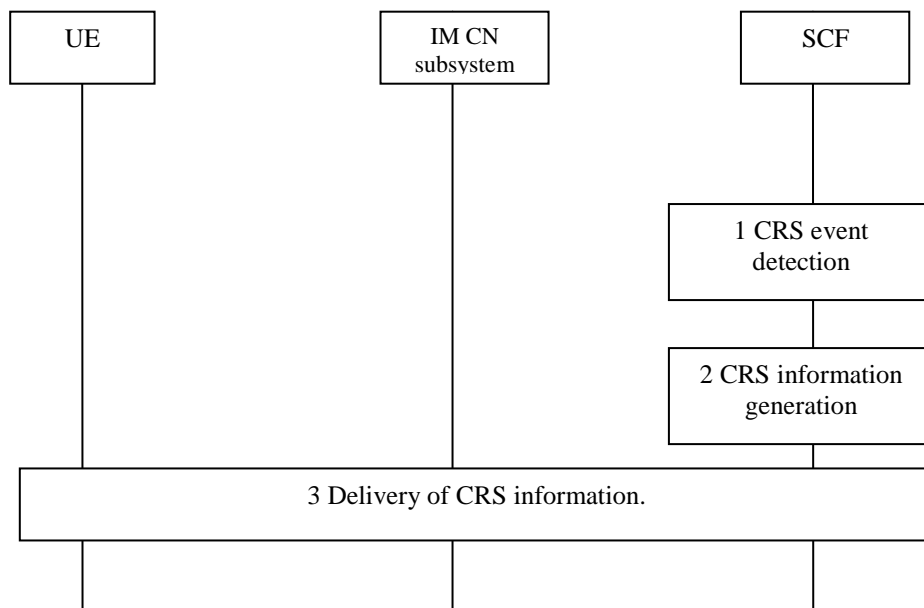 UE
IM CN
subsystem
SCF
1 CRS event
detection
2 CRS information
generation
3 Delivery of CRS information.